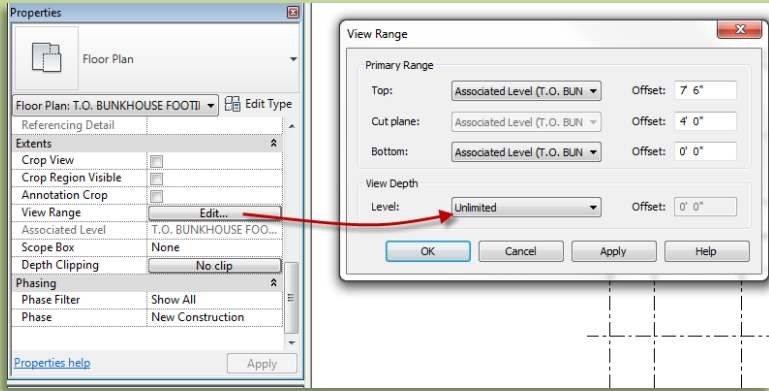 Properties
Floor Plan
Floor Plan: T.O. BUNKHOUSE FOOTII Edit Type
Referencing Detail
Extents
Crop View
Crop Region Visible
Annotation Crop
View Range Edit...
Associated Level T.O. BUNKHOUSE FOO...
Scope Box None
Depth Clipping No clip
Phasing
Phase Filter Show All
Phase New Construction
Properties help Apply
View Range
Primary Range
Top: Associated Level (T.O. BUN Offset: 7' 6"
Cut plane: Associated Level (T.O. BUN Offset: 4' 0"
Bottom: Associated Level (T.O. BUN Offset: 0' 0"
View Depth
Level: Unlimited Offset: 0' 0"
OK Cancel Apply Help